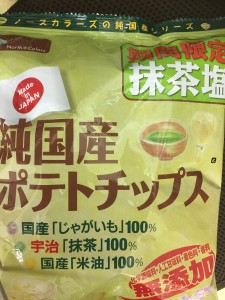 ノースカラーズの純国産シリーズ
North Colors
期間限定
抹茶塩
Made in
JAPAN
純国産
ポテトチップス
国産「じゃがいも」100%
宇治「抹茶」100%
国産「米油」100%
無添加